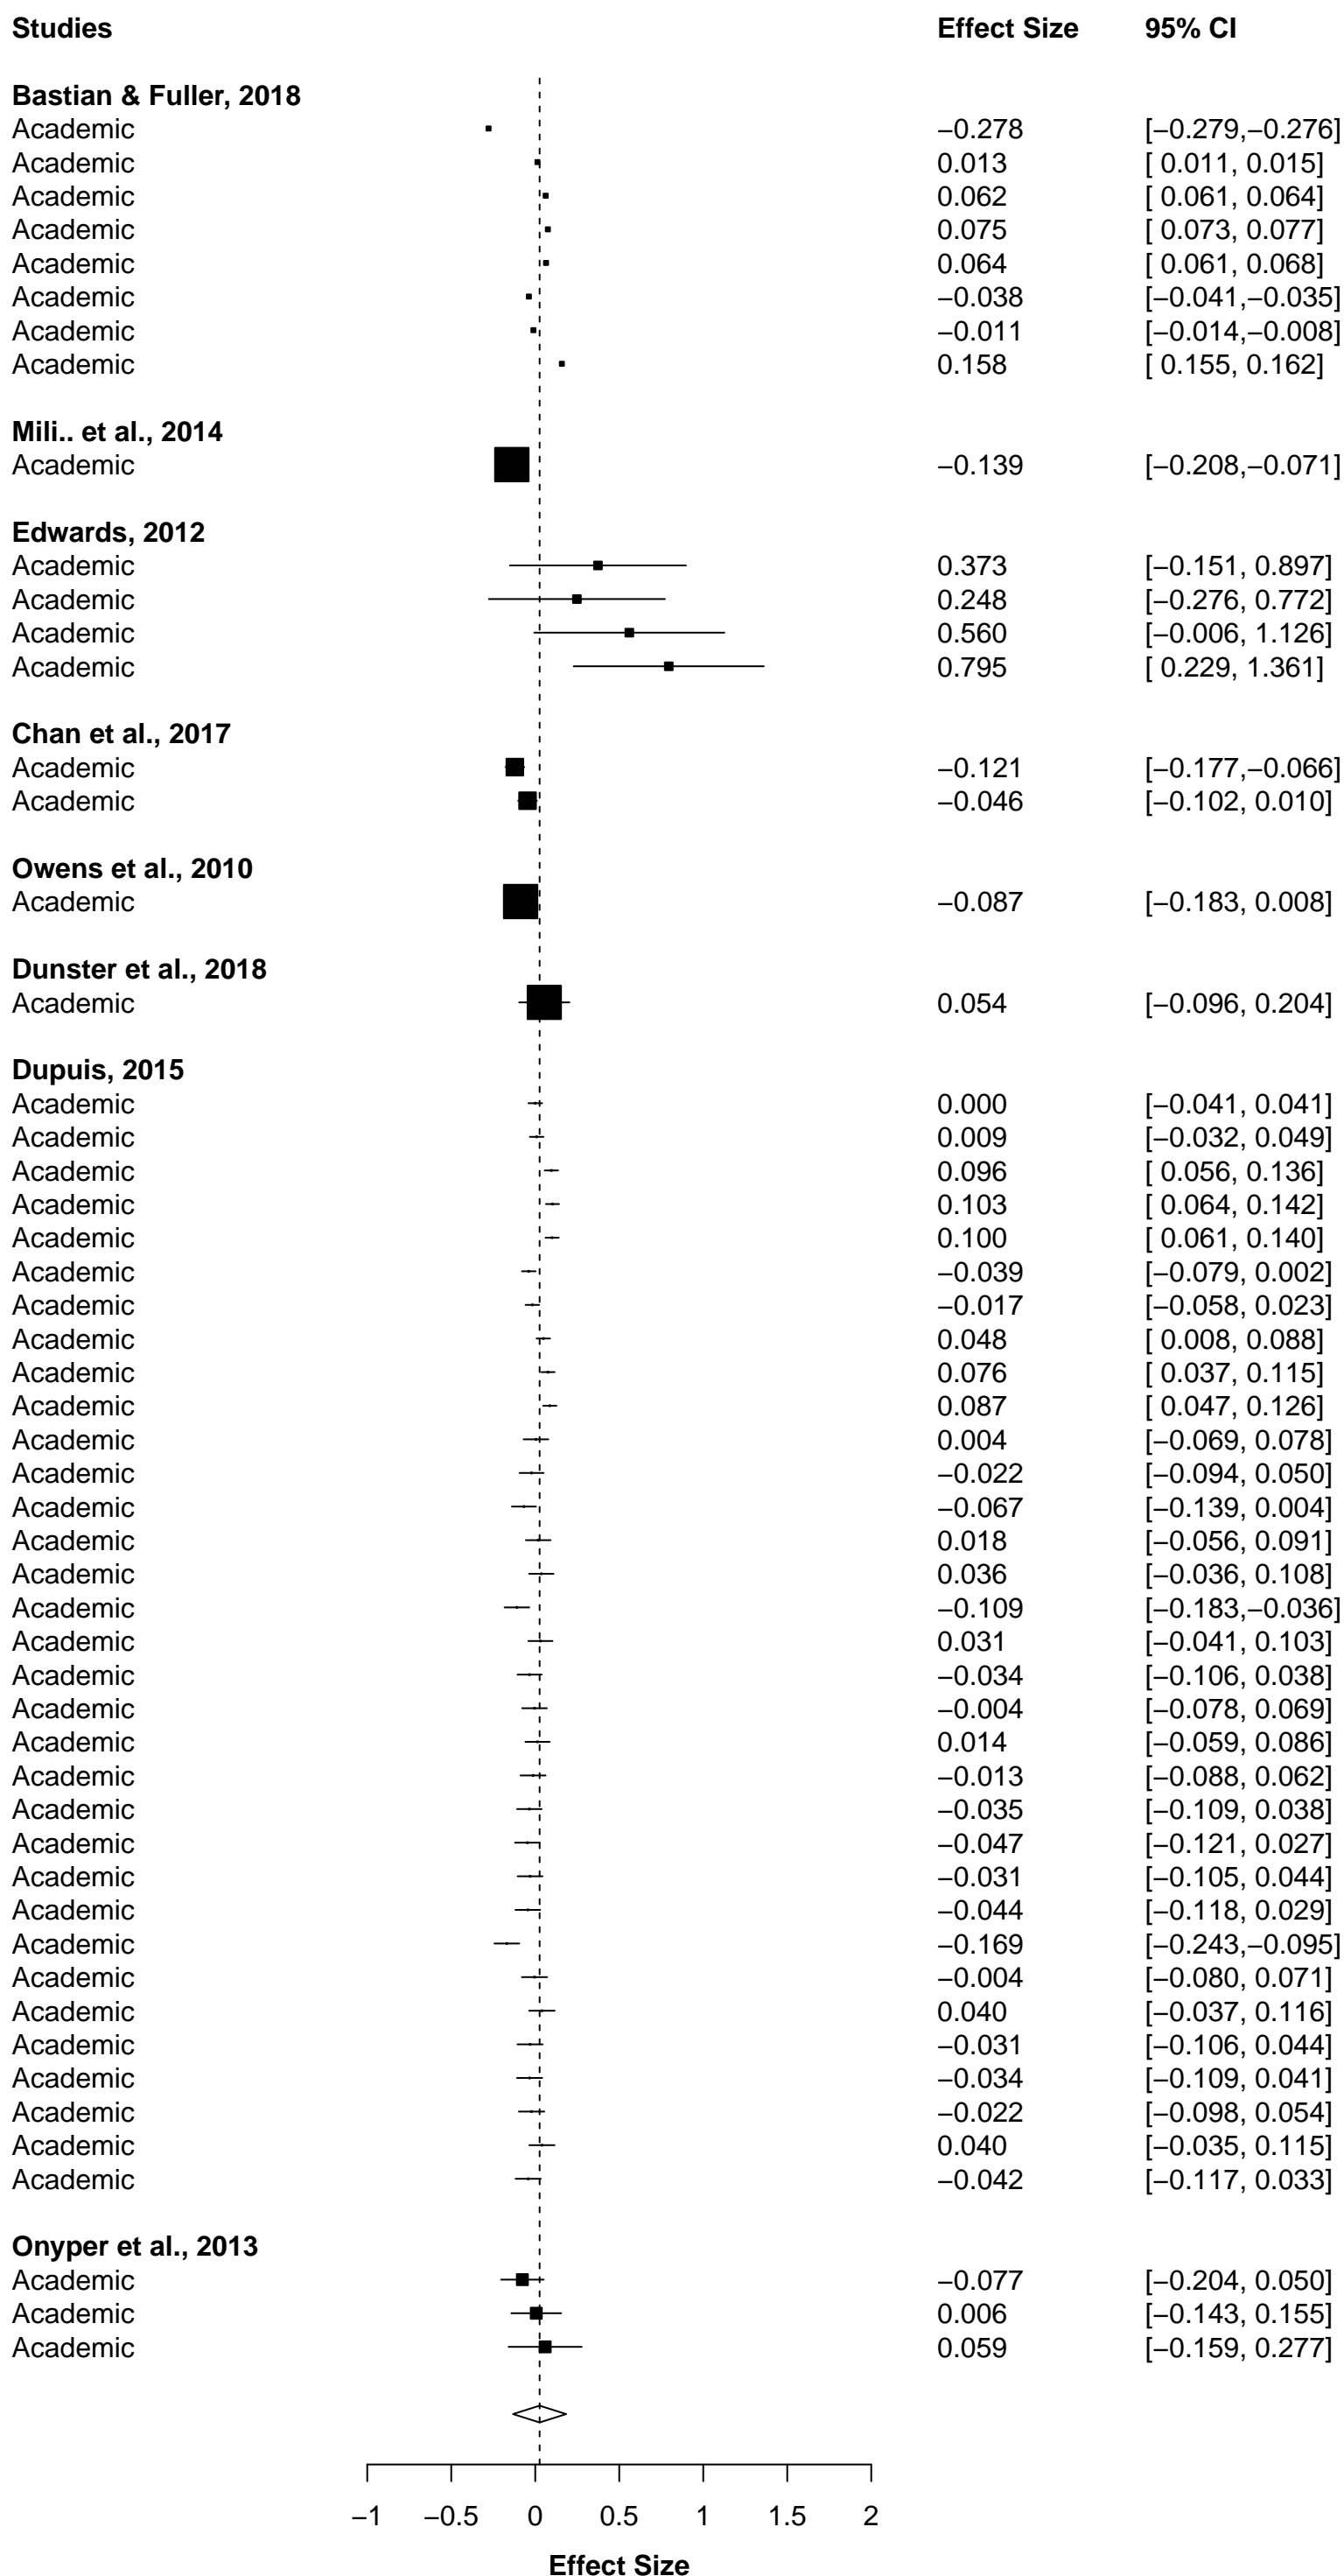 Studies Effect Size 95% CI
Bastian & Fuller, 2018
Academic −0.278 [−0.279,−0.276]
Academic 0.013 [ 0.011, 0.015]
Academic 0.062 [ 0.061, 0.064]
Academic 0.075 [ 0.073, 0.077]
Academic 0.064 [ 0.061, 0.068]
Academic −0.038 [−0.041,−0.035]
Academic −0.011 [−0.014,−0.008]
Academic 0.158 [ 0.155, 0.162]
Mili.. et al., 2014
Academic −0.139 [−0.208,−0.071]
Edwards, 2012
Academic 0.373 [−0.151, 0.897]
Academic 0.248 [−0.276, 0.772]
Academic 0.560 [−0.006, 1.126]
Academic 0.795 [ 0.229, 1.361]
Chan et al., 2017
Academic −0.121 [−0.177,−0.066]
Academic −0.046 [−0.102, 0.010]
Owens et al., 2010
Academic −0.087 [−0.183, 0.008]
Dunster et al., 2018
Academic 0.054 [−0.096, 0.204]
Dupuis, 2015
Academic 0.000 [−0.041, 0.041]
Academic 0.009 [−0.032, 0.049]
Academic 0.096 [ 0.056, 0.136]
Academic 0.103 [ 0.064, 0.142]
Academic 0.100 [ 0.061, 0.140]
Academic −0.039 [−0.079, 0.002]
Academic −0.017 [−0.058, 0.023]
Academic 0.048 [ 0.008, 0.088]
Academic 0.076 [ 0.037, 0.115]
Academic 0.087 [ 0.047, 0.126]
Academic 0.004 [−0.069, 0.078]
Academic −0.022 [−0.094, 0.050]
Academic −0.067 [−0.139, 0.004]
Academic 0.018 [−0.056, 0.091]
Academic 0.036 [−0.036, 0.108]
Academic −0.109 [−0.183,−0.036]
Academic 0.031 [−0.041, 0.103]
Academic −0.034 [−0.106, 0.038]
Academic −0.004 [−0.078, 0.069]
Academic 0.014 [−0.059, 0.086]
Academic −0.013 [−0.088, 0.062]
Academic −0.035 [−0.109, 0.038]
Academic −0.047 [−0.121, 0.027]
Academic −0.031 [−0.105, 0.044]
Academic −0.044 [−0.118, 0.029]
Academic −0.169 [−0.243,−0.095]
Academic −0.004 [−0.080, 0.071]
Academic 0.040 [−0.037, 0.116]
Academic −0.031 [−0.106, 0.044]
Academic −0.034 [−0.109, 0.041]
Academic −0.022 [−0.098, 0.054]
Academic 0.040 [−0.035, 0.115]
Academic −0.042 [−0.117, 0.033]
Onyper et al., 2013
Academic −0.077 [−0.204, 0.050]
Academic 0.006 [−0.143, 0.155]
Academic 0.059 [−0.159, 0.277]
−1 −0.5 0 0.5 1 1.5 2
Effect Size